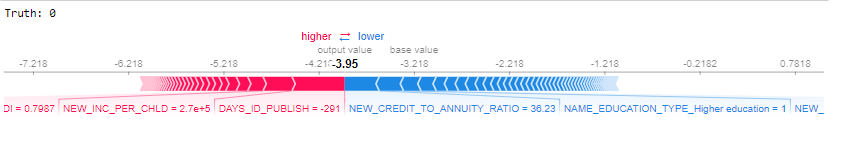 Truth: 0
higher ⇄ lower
output value base value
-7.218 -6.218 -5.218 -4.218 -3.95 -3.218 -2.218 -1.218 -0.2182 0.7818
DI = 0.7987 NEW_INC_PER_CHLD = 2.7e+5 DAYS_ID_PUBLISH = -291 NEW_CREDIT_TO_ANNUITY_RATIO = 36.23 NAME_EDUCATION_TYPE_Higher education = 1 NEW_